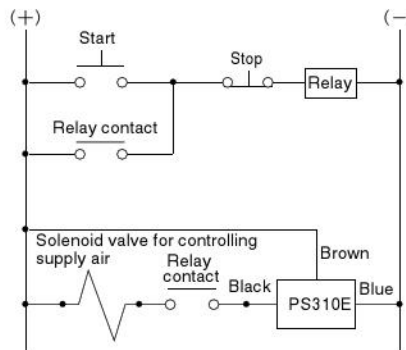 (+)
(−)
Start
Stop
Relay
Relay contact
Solenoid valve for controlling
supply air
Relay
contact
Brown
Black
Blue
PS310E